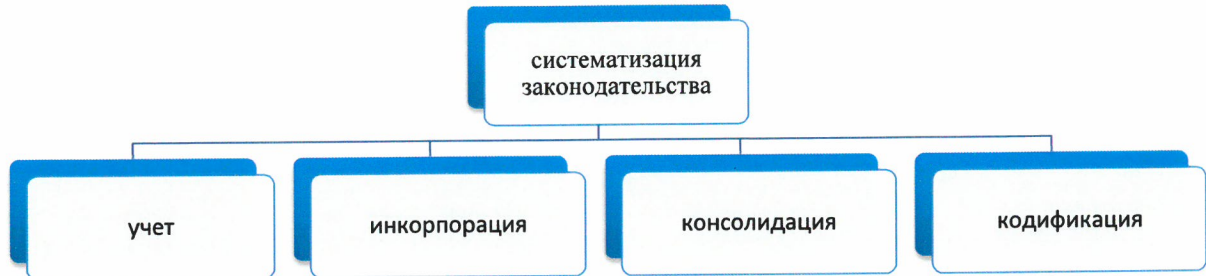 систематизация
законодательства
учет
инкорпорация
консолидация
кодификация